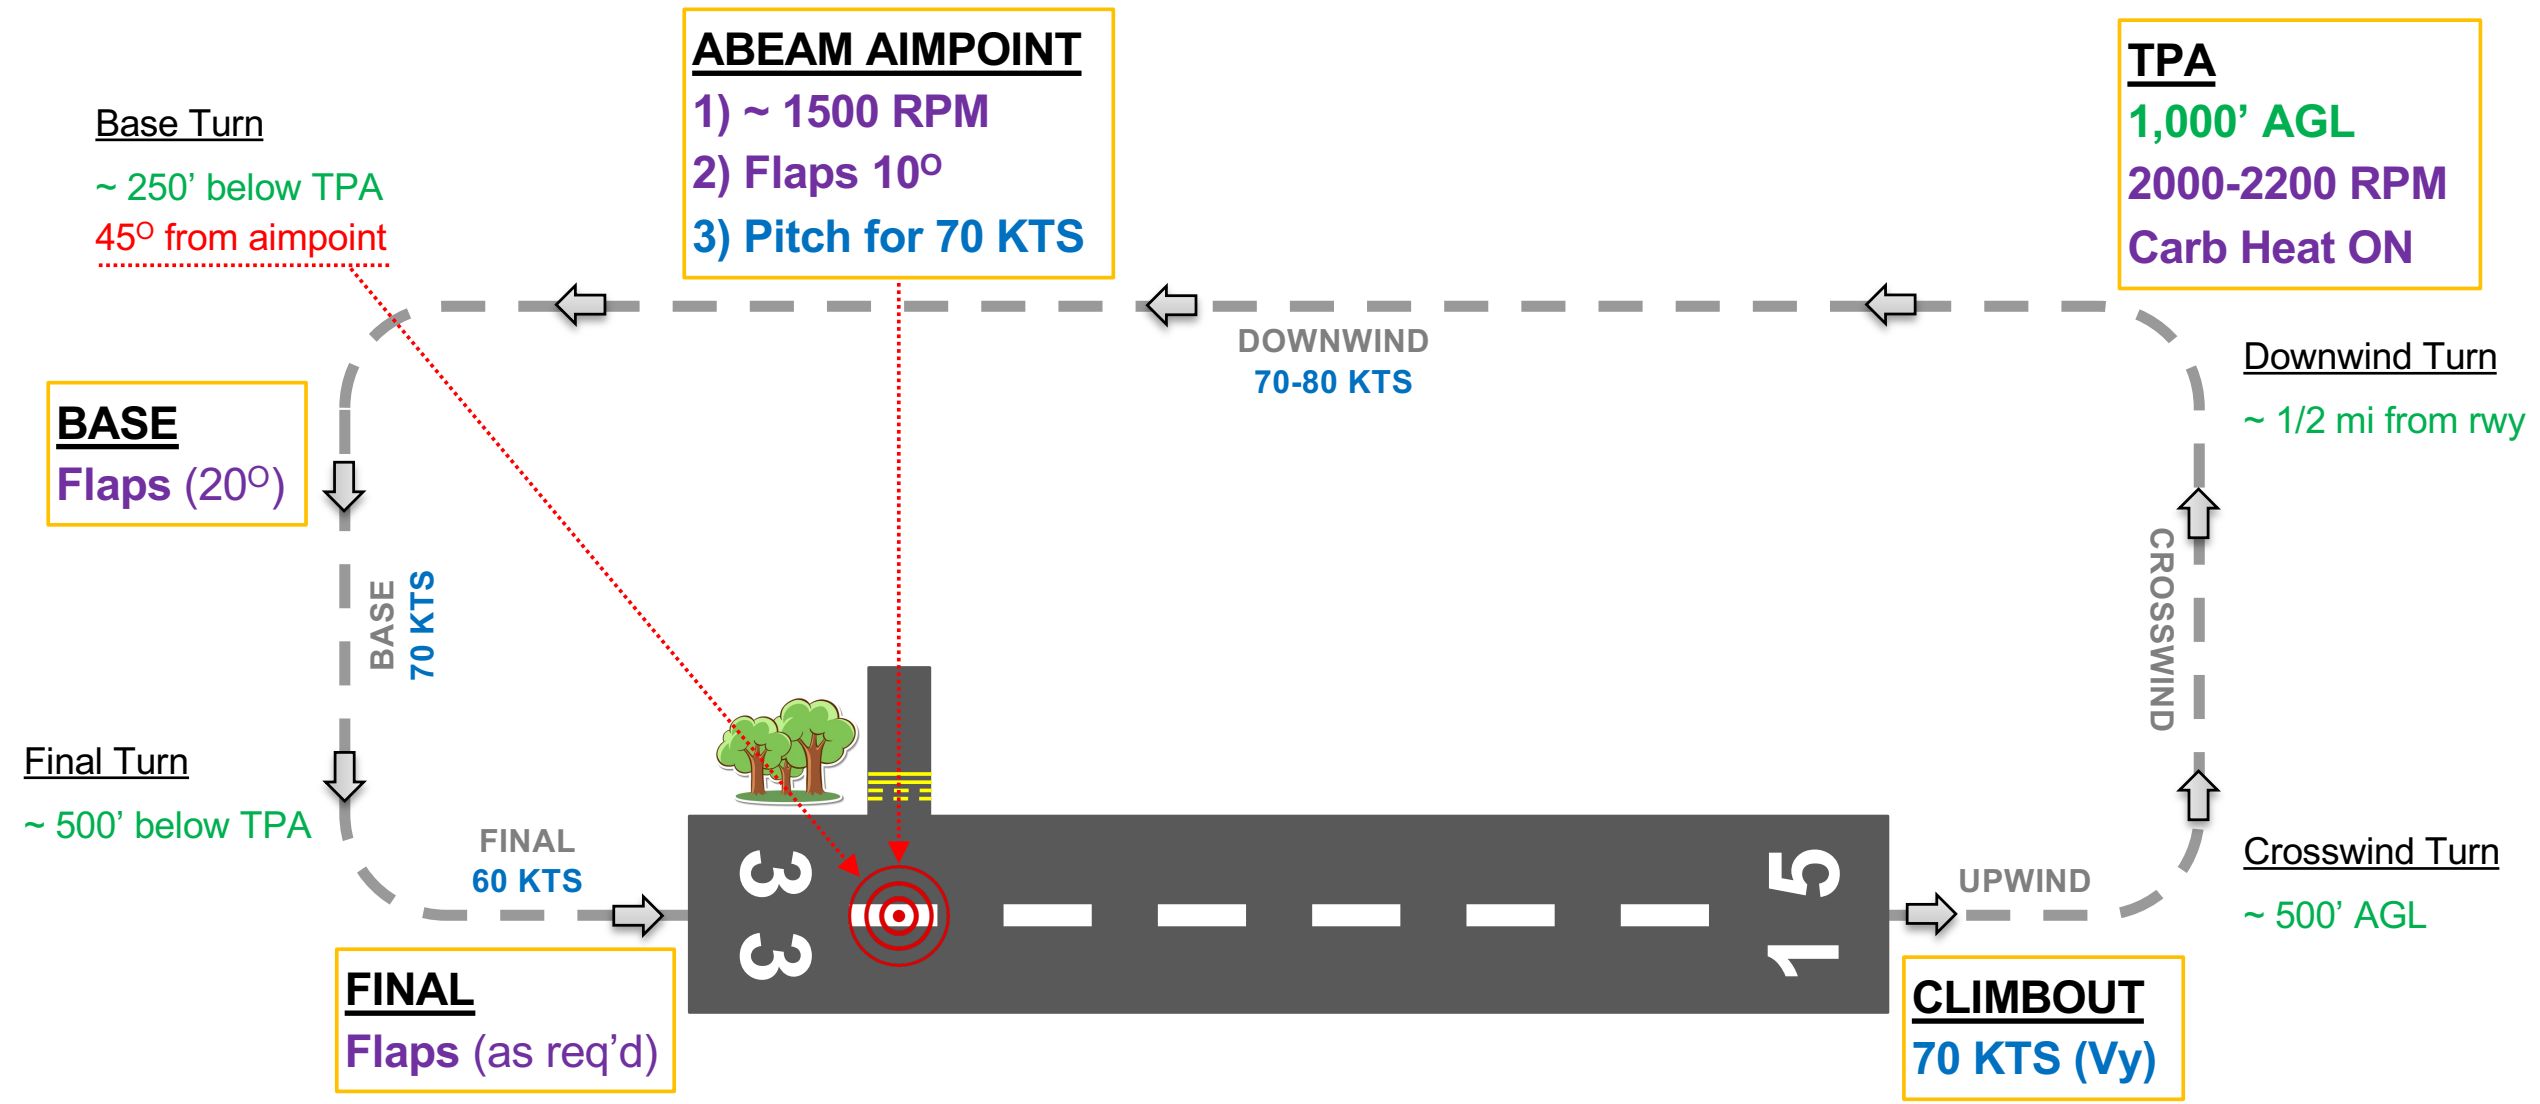 ABEAM AIMPOINT
1) ~ 1500 RPM
2) Flaps 10º
3) Pitch for 70 KTS
TPA
1,000’ AGL
2000-2200 RPM
Carb Heat ON
Base Turn
~ 250’ below TPA
45º from aimpoint
DOWNWIND
70-80 KTS
Downwind Turn
~ 1/2 mi from rwy
BASE
Flaps (20º)
BASE
70 KTS
CROSSWIND
Final Turn
~ 500’ below TPA
FINAL
60 KTS
33
15
UPWIND
Crosswind Turn
~ 500’ AGL
FINAL
Flaps (as req’d)
CLIMBOUT
70 KTS (Vy)